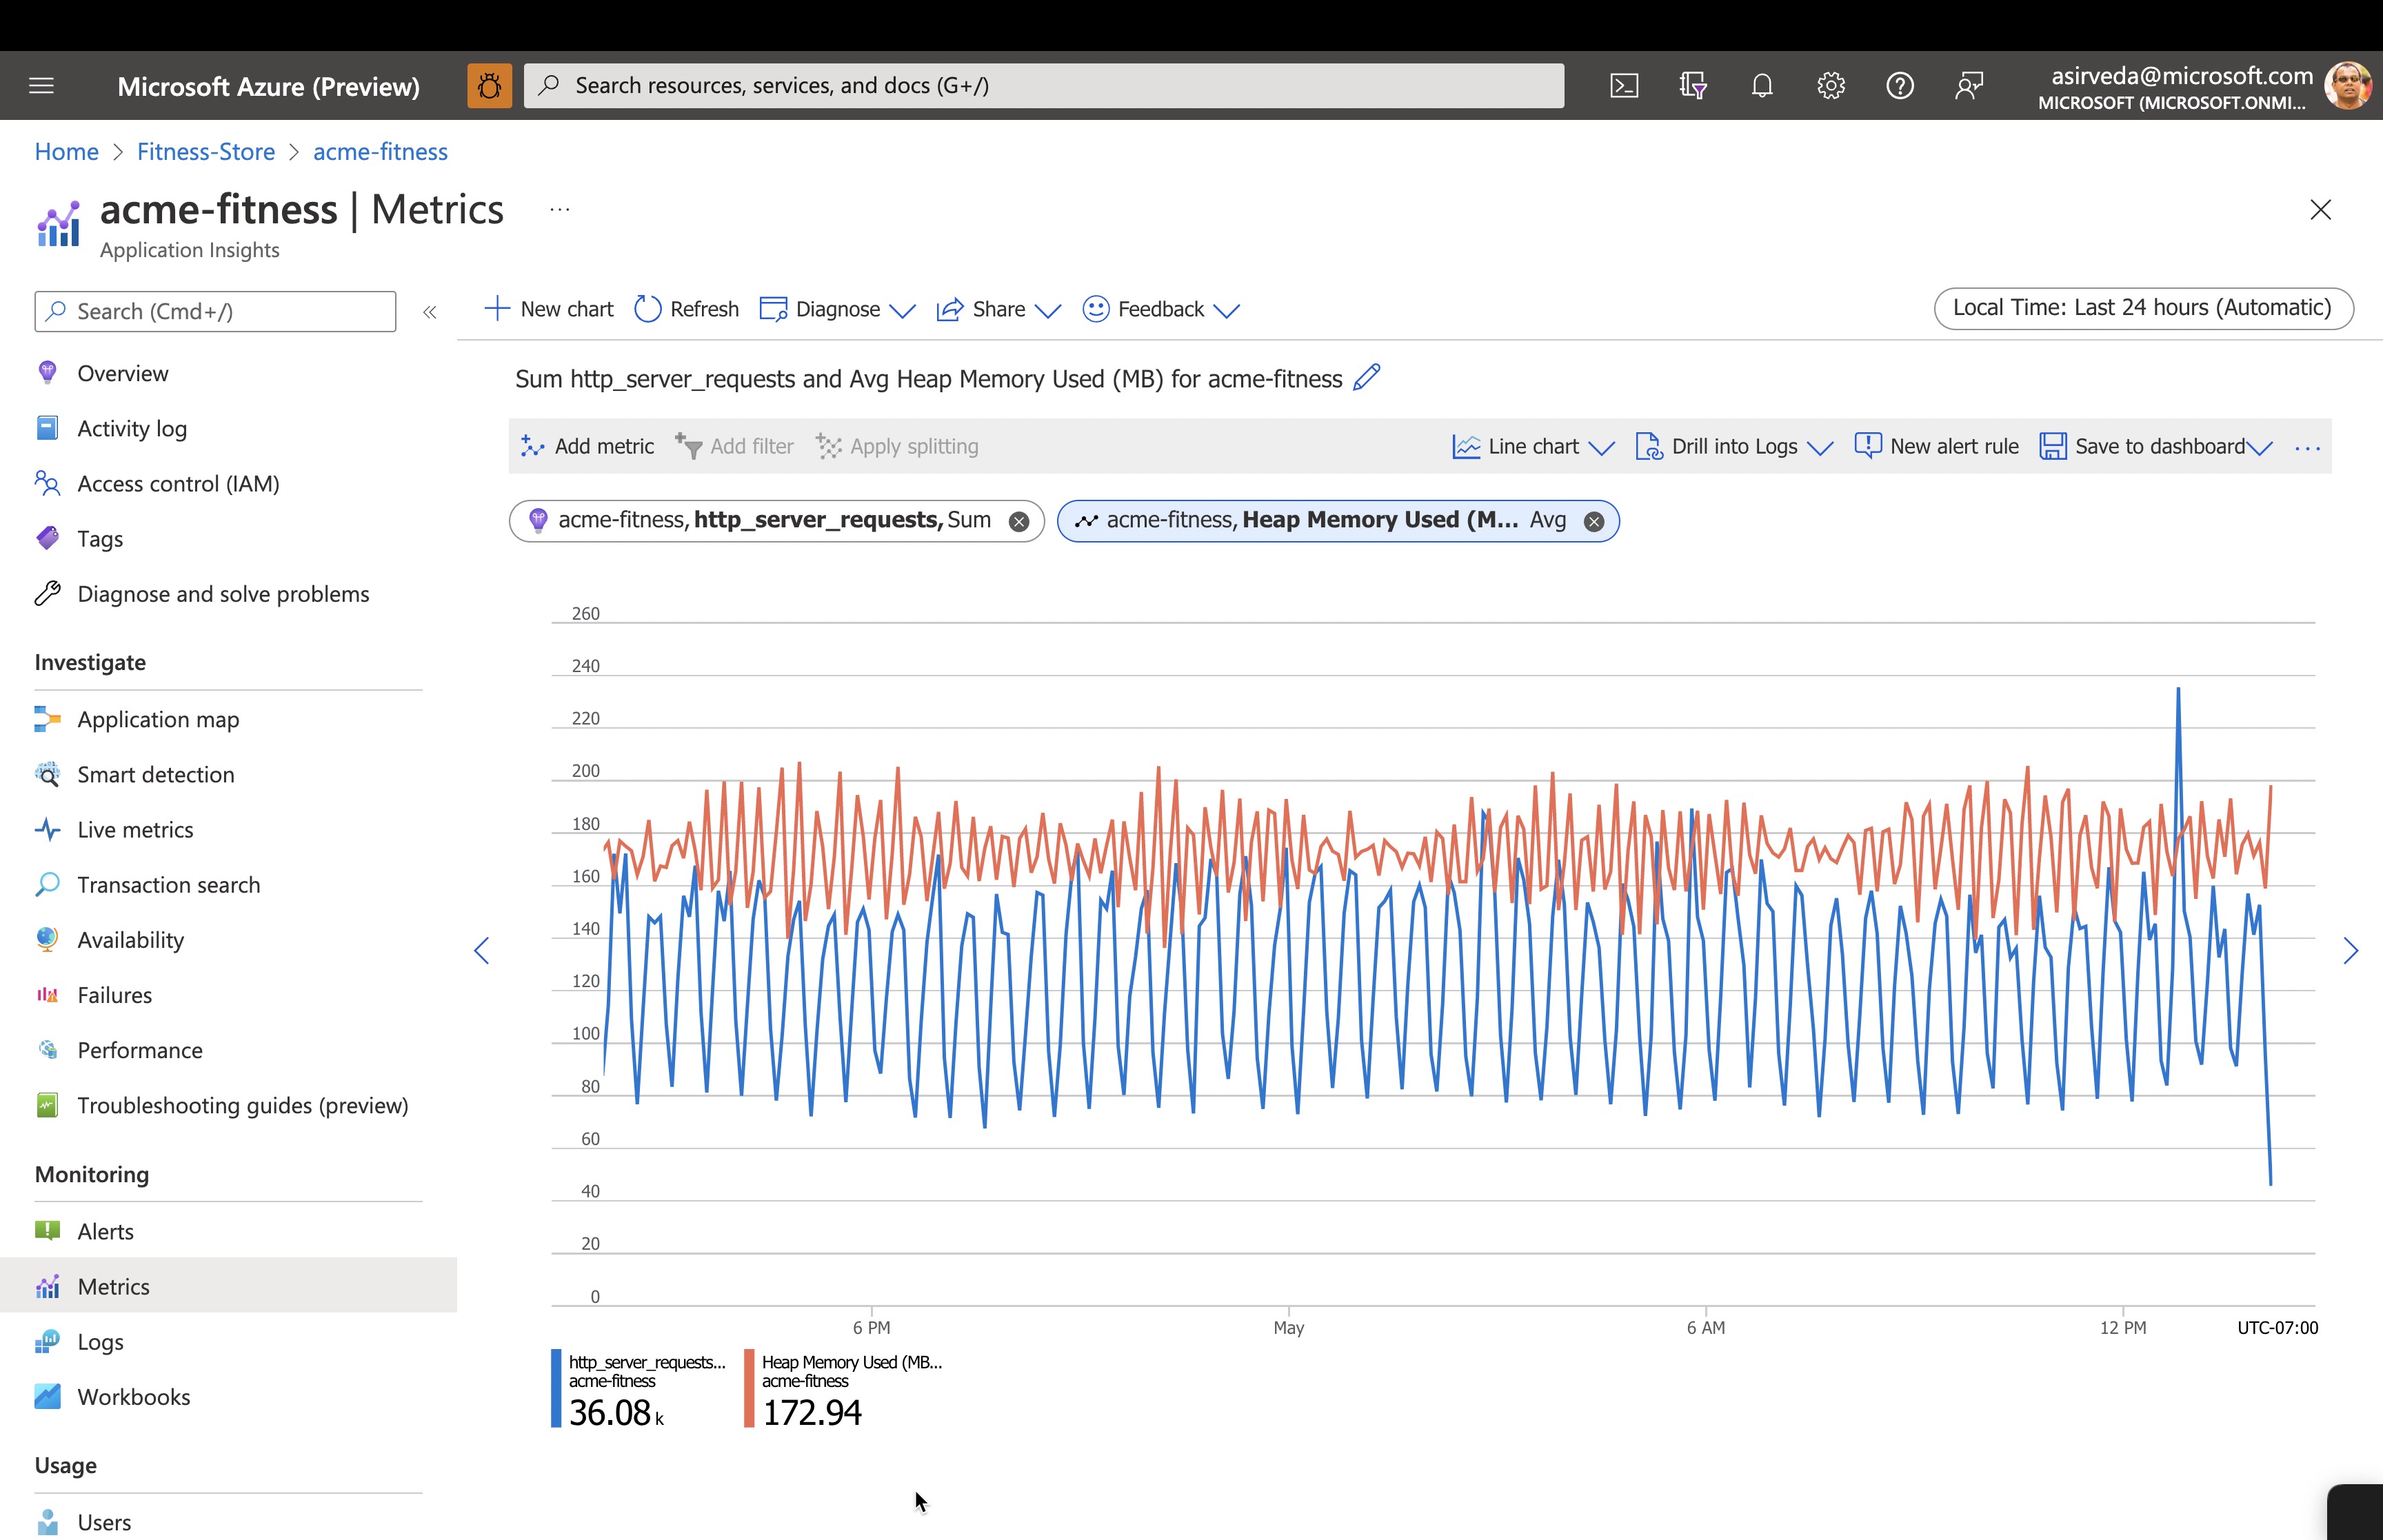 Microsoft Azure (Preview)
Search resources, services, and docs (G+/)
asirveda@microsoft.com
MICROSOFT (MICROSOFT.ONMI...
Home > Fitness-Store > acme-fitness
acme-fitness | Metrics ...
Application Insights
Search (Cmd+/)
«
New chart
Refresh
Diagnose
Share
Feedback
Local Time: Last 24 hours (Automatic)
Overview
Activity log
Access control (IAM)
Tags
Diagnose and solve problems
Investigate
Application map
Smart detection
Live metrics
Transaction search
Availability
Failures
Performance
Troubleshooting guides (preview)
Monitoring
Alerts
Metrics
Logs
Workbooks
Usage
Users
Sum http_server_requests and Avg Heap Memory Used (MB) for acme-fitness
Add metric
Add filter
Apply splitting
Line chart
Drill into Logs
New alert rule
Save to dashboard
...
acme-fitness, http_server_requests, Sum
acme-fitness, Heap Memory Used (M... Avg
260
240
220
200
180
160
140
120
100
80
60
40
20
0
6 PM
May
6 AM
12 PM
UTC-07:00
http_server_requests...
acme-fitness
36.08 k
Heap Memory Used (MB...
acme-fitness
172.94